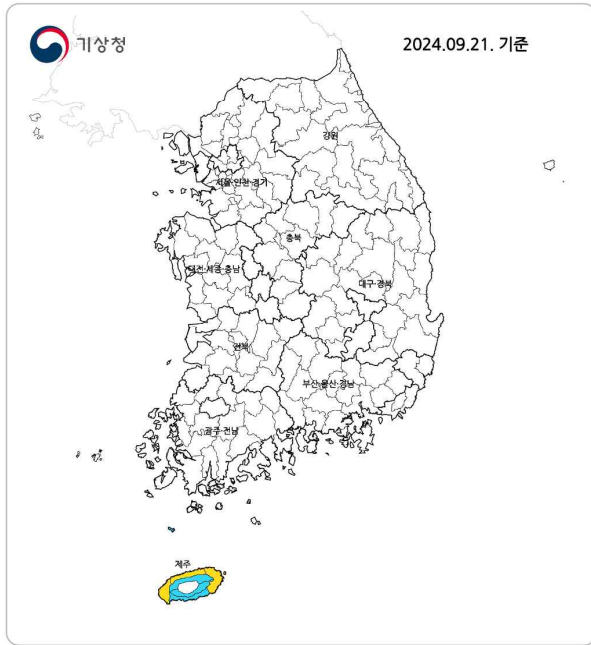 기상청
2024.09.21. 기준
강원
서울·인천·경기
충북
대전·세종·충남
대구·경북
전북
부산·울산·경남
광주·전남
제주